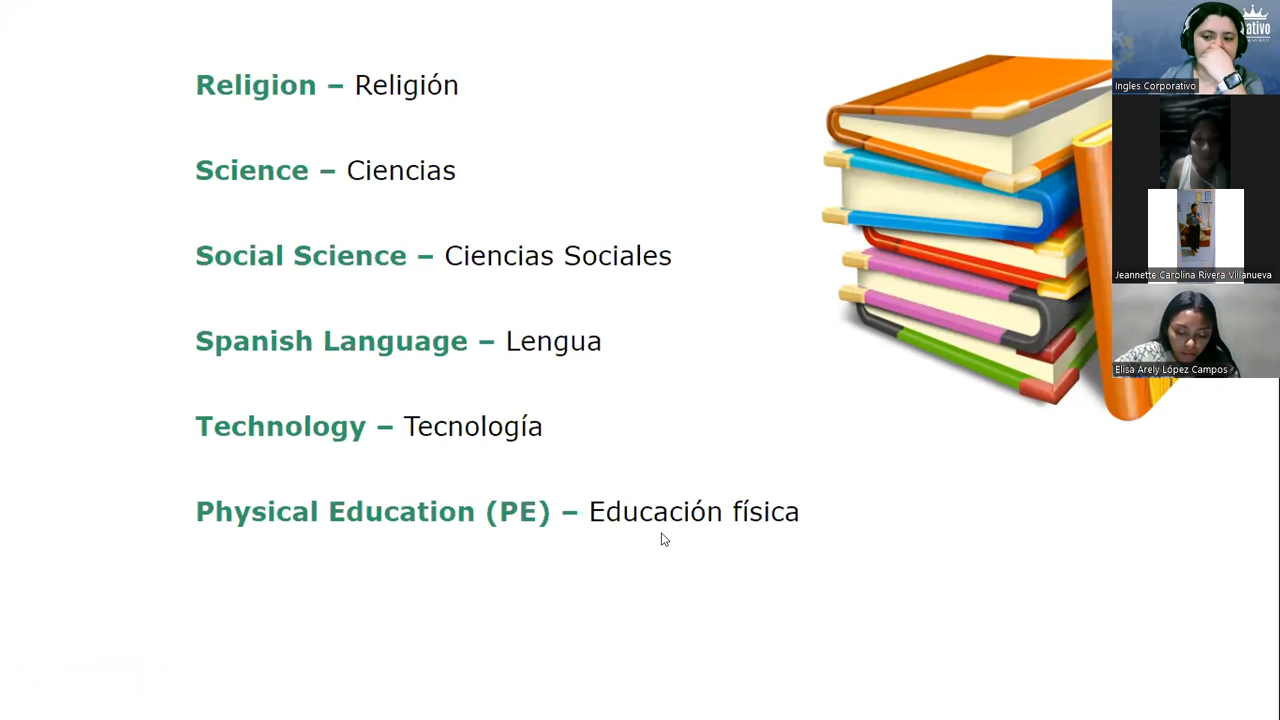 Religion – Religión
Science – Ciencias
Social Science – Ciencias Sociales
Spanish Language – Lengua
Technology – Tecnología
Physical Education (PE) – Educación física
ativo
Ingles Corporativo
Jeannette Carolina Rivera Villanueva
Elisa Arely López Campos